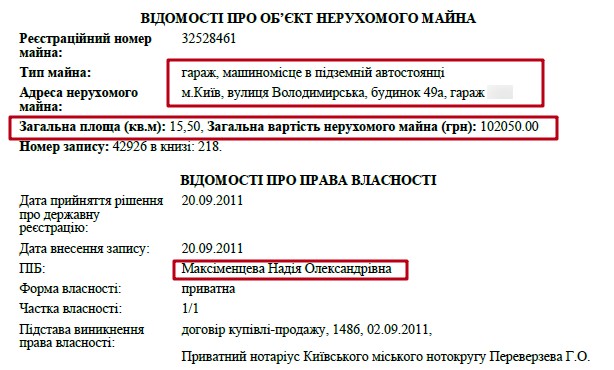 ВІДОМОСТІ ПРО ОБ’ЄКТ НЕРУХОМОГО МАЙНА
Реєстраційний номер майна: 32528461
Тип майна: гараж, машиномісце в підземній автостоянці
Адреса нерухомого майна: м.Київ, вулиця Володимирська, будинок 49а, гараж
Загальна площа (кв.м): 15,50, Загальна вартість нерухомого майна (грн): 102050.00
Номер запису: 42926 в книзі: 218.
ВІДОМОСТІ ПРО ПРАВА ВЛАСНОСТІ
Дата прийняття рішення про державну реєстрацію: 20.09.2011
Дата внесення запису: 20.09.2011
ПІБ: Максіменцева Надія Олександрівна
Форма власності: приватна
Частка власності: 1/1
Підстава виникнення права власності: договір купівлі-продажу, 1486, 02.09.2011,
Приватний нотаріус Київського міського нотокругу Переверзева Г.О.